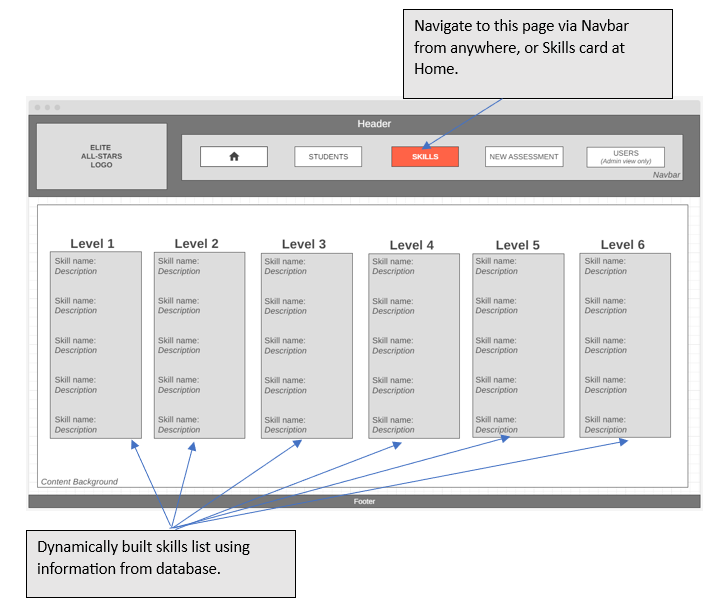 Navigate to this page via Navbar
from anywhere, or Skills card at
Home.
Header
ELITE
ALL-STARS
LOGO
STUDENTS
SKILLS
NEW ASSESSMENT
USERS
(Admin view only)
Navbar
Level 1
Skill name:
Description
Skill name:
Description
Skill name:
Description
Skill name:
Description
Skill name:
Description
Level 2
Skill name:
Description
Skill name:
Description
Skill name:
Description
Skill name:
Description
Skill name:
Description
Level 3
Skill name:
Description
Skill name:
Description
Skill name:
Description
Skill name:
Description
Skill name:
Description
Level 4
Skill name:
Description
Skill name:
Description
Skill name:
Description
Skill name:
Description
Skill name:
Description
Level 5
Skill name:
Description
Skill name:
Description
Skill name:
Description
Skill name:
Description
Skill name:
Description
Level 6
Skill name:
Description
Skill name:
Description
Skill name:
Description
Skill name:
Description
Skill name:
Description
Content Background
Footer
Dynamically built skills list using
information from database.